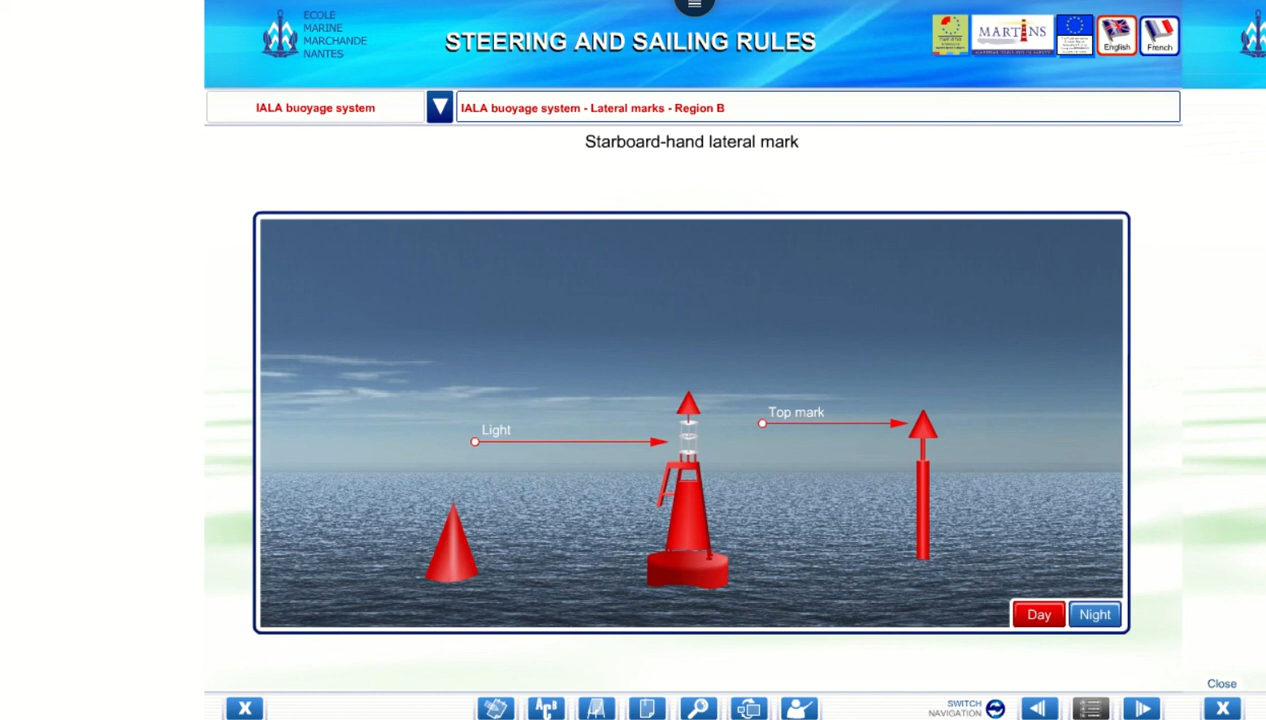 ECOLE
MARINE
MARCHANDE
NANTES
STEERING AND SAILING RULES
MARTINS
English
French
IALA buoyage system
IALA buoyage system - Lateral marks - Region B
Starboard-hand lateral mark
Light
Top mark
Day
Night
Close
SWITCH
NAVIGATION